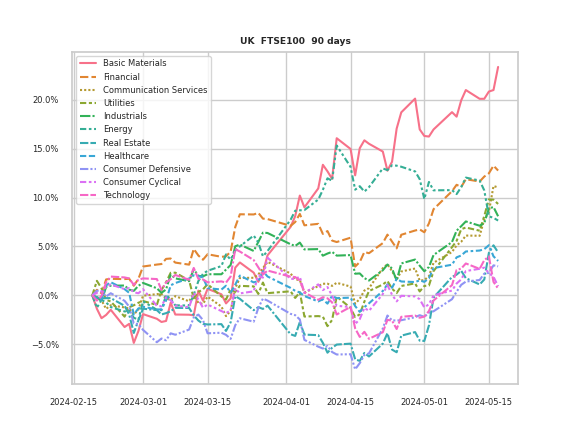 UK FTSE100 90 days
Basic Materials
Financial
Communication Services
Utilities
Industrials
Energy
Real Estate
Healthcare
Consumer Defensive
Consumer Cyclical
Technology
20.0%
15.0%
10.0%
5.0%
0.0%
−5.0%
2024-02-15
2024-03-01
2024-03-15
2024-04-01
2024-04-15
2024-05-01
2024-05-15